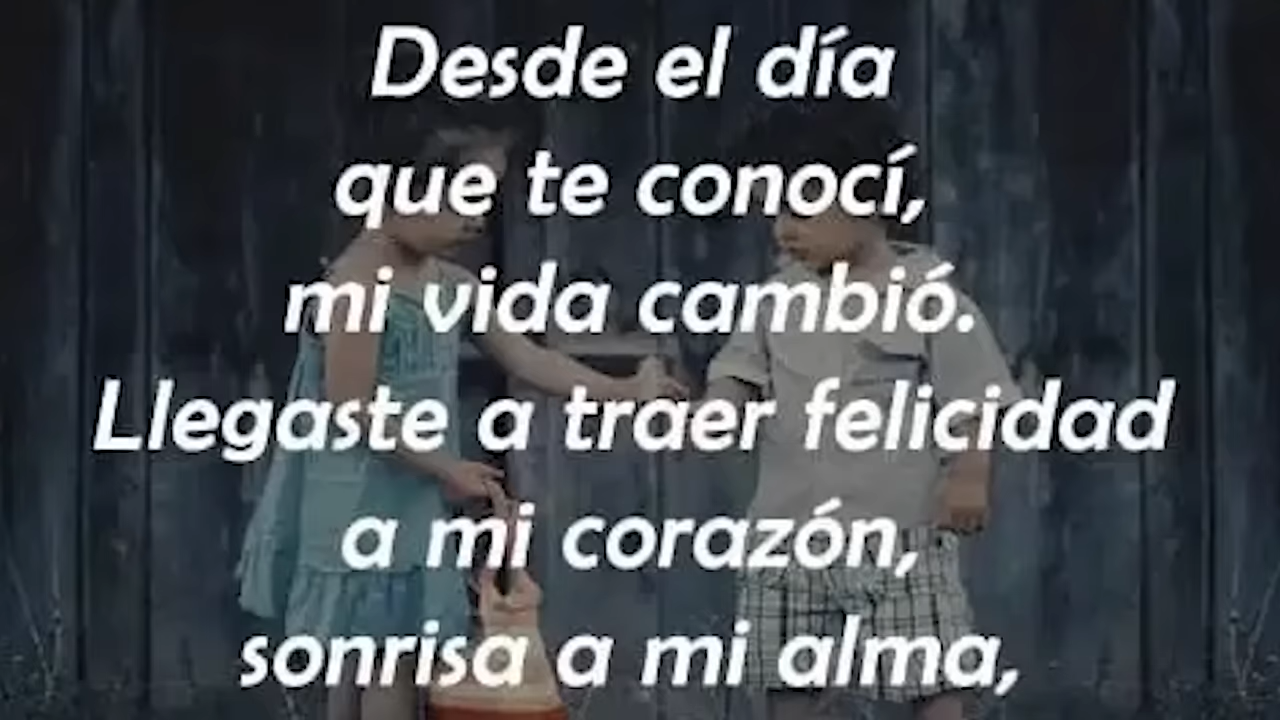 Desde el día
que te conocí,
mi vida cambió.
Llegaste a traer felicidad
a mi corazón,
sonrisa a mi alma,